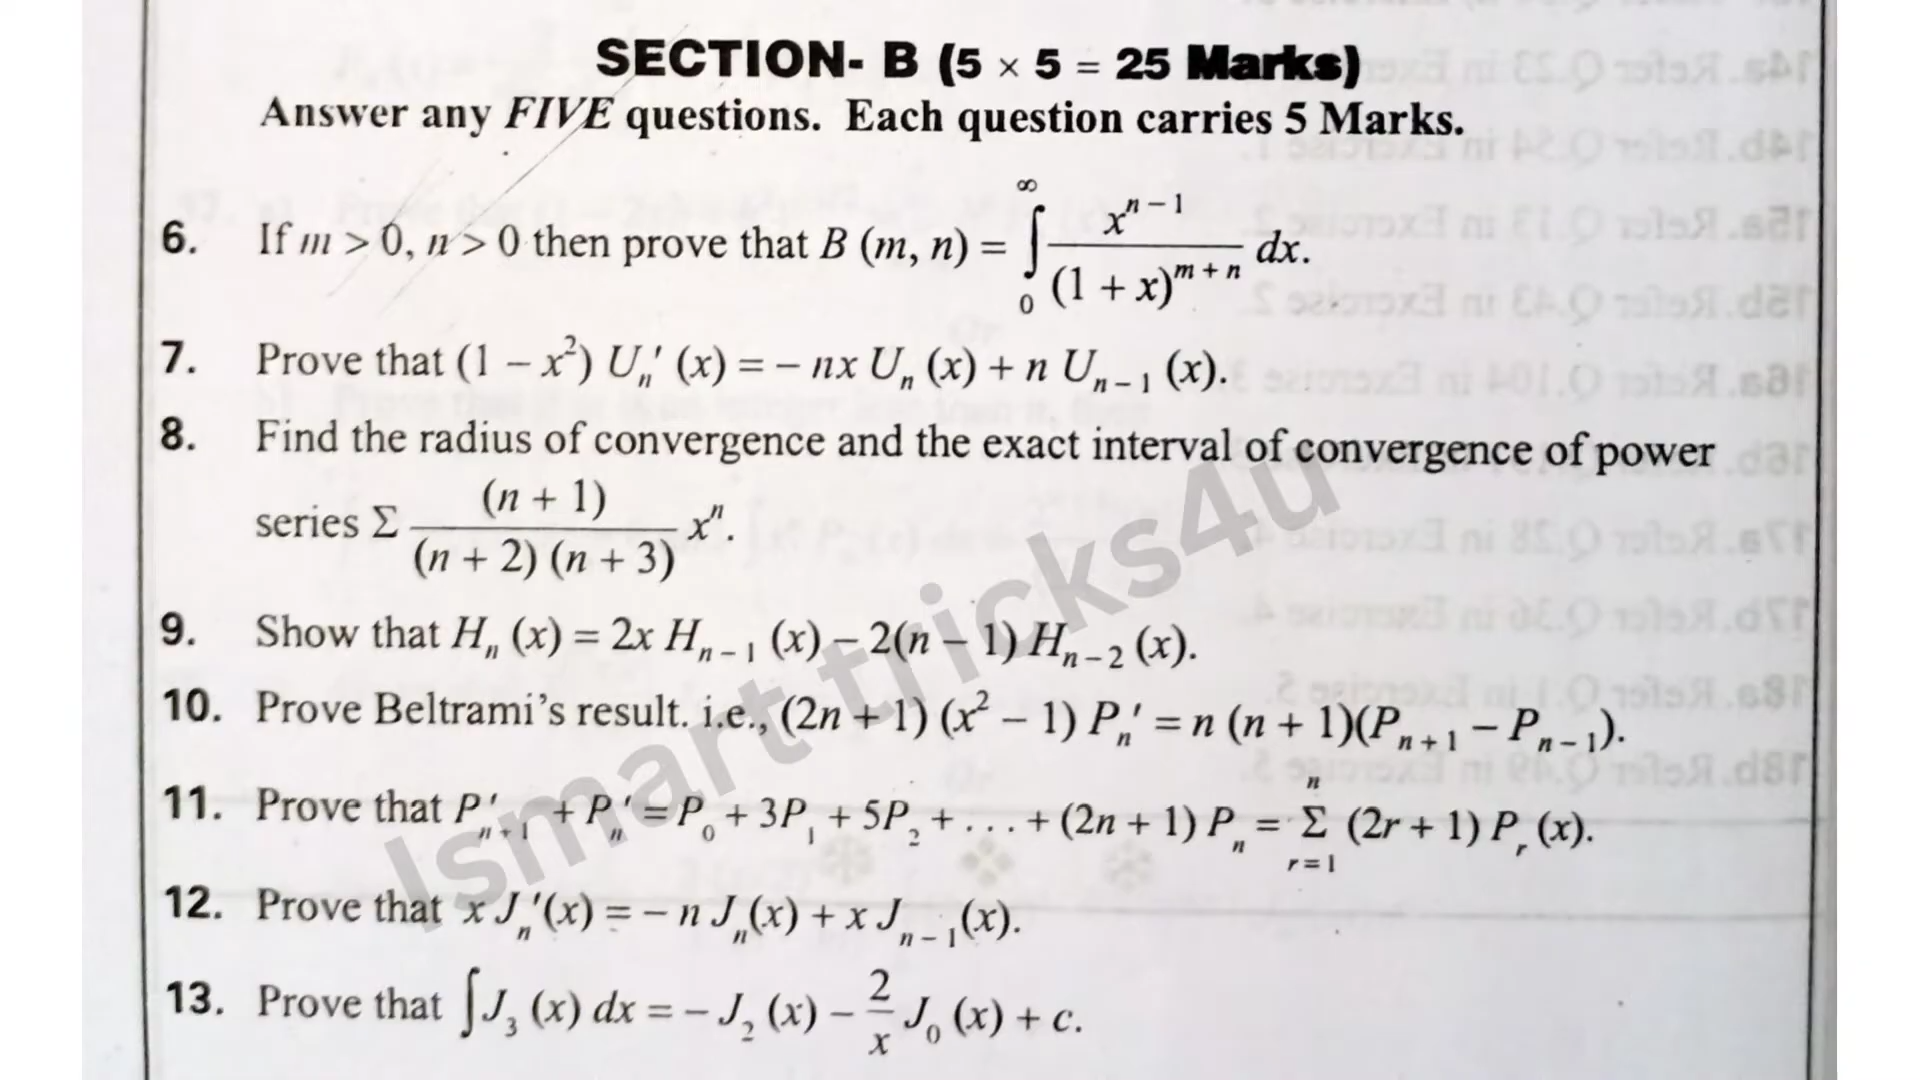 SECTION- B (5 × 5 = 25 Marks)
Answer any FIVE questions. Each question carries 5 Marks.
6. If m > 0, n > 0 then prove that B (m, n) = ∫₀^∞ x^(n – 1) / (1 + x)^(m + n) dx.
7. Prove that (1 – x²) Uₙ′ (x) = – nx Uₙ (x) + n Uₙ₋₁ (x).
8. Find the radius of convergence and the exact interval of convergence of power
series Σ (n + 1) / (n + 2) (n + 3) xⁿ.
9. Show that Hₙ (x) = 2x Hₙ₋₁ (x) – 2(n – 1) Hₙ₋₂ (x).
10. Prove Beltrami's result. i.e., (2n + 1) (x² – 1) Pₙ′ = n (n + 1)(Pₙ₊₁ – Pₙ₋₁).
11. Prove that P′ₙ₊₁ + Pₙ′ = P₀ + 3P₁ + 5P₂ + . . . + (2n + 1) Pₙ = Σ_(r = 1)^n (2r + 1) Pᵣ (x).
12. Prove that x Jₙ′(x) = – n Jₙ(x) + x Jₙ₋₁(x).
13. Prove that ∫J₃ (x) dx = – J₂ (x) – 2/x J₀ (x) + c.
Ismart tricks4u